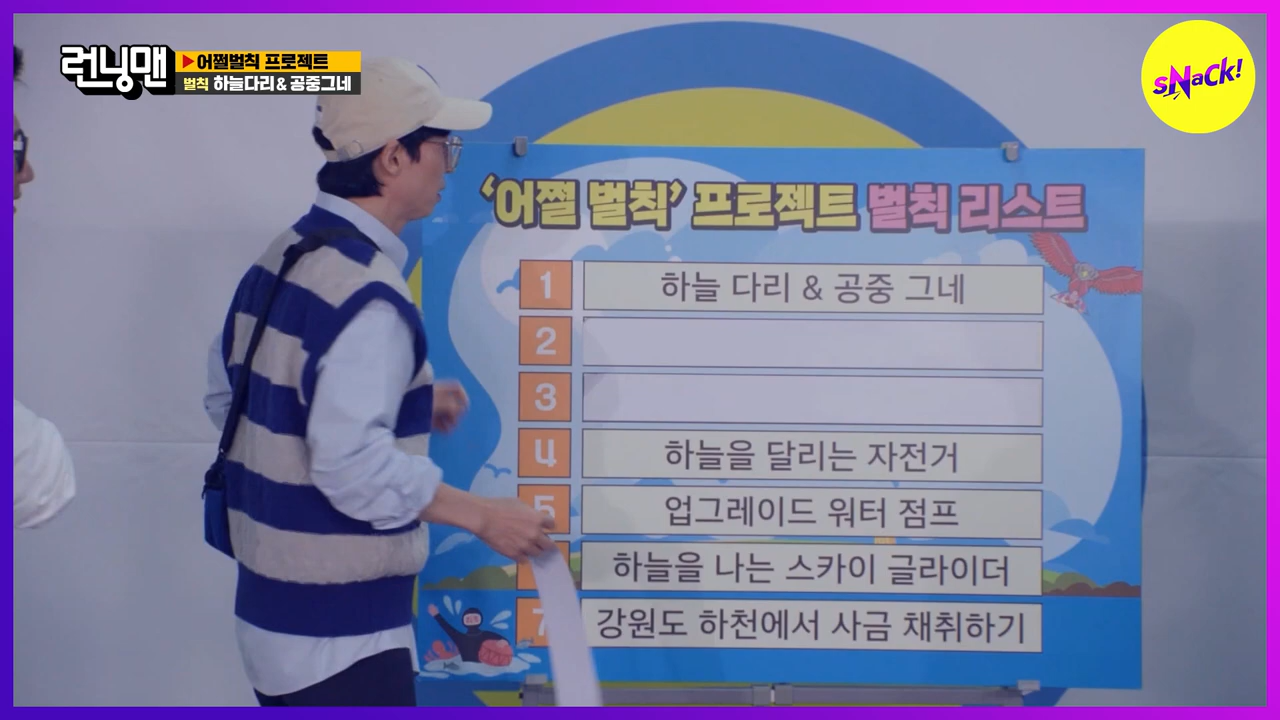 런닝맨
▶어쩔벌칙 프로젝트
벌칙 하늘다리 & 공중그네
sNaCk!
'어쩔 벌칙' 프로젝트 벌칙 리스트
1 하늘 다리 & 공중 그네
2
3
4 하늘을 달리는 자전거
5 업그레이드 워터 점프
하늘을 나는 스카이 글라이더
7 강원도 하천에서 사금 채취하기